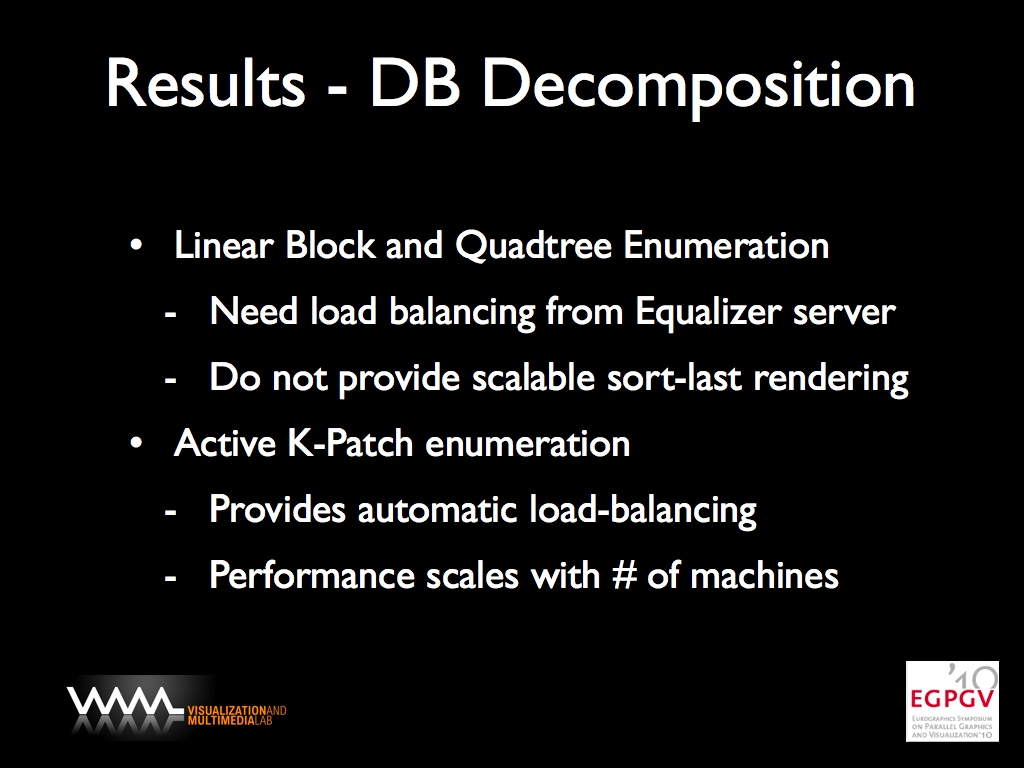 Results - DB Decomposition
• Linear Block and Quadtree Enumeration
- Need load balancing from Equalizer server
- Do not provide scalable sort-last rendering
• Active K-Patch enumeration
- Provides automatic load-balancing
- Performance scales with # of machines
VMML
VISUALIZATIONAND
MULTIMEDIALAB
'10
EGPGV
EUROGRAPHICS SYMPOSIUM
ON PARALLEL GRAPHICS
AND VISUALIZATION'10